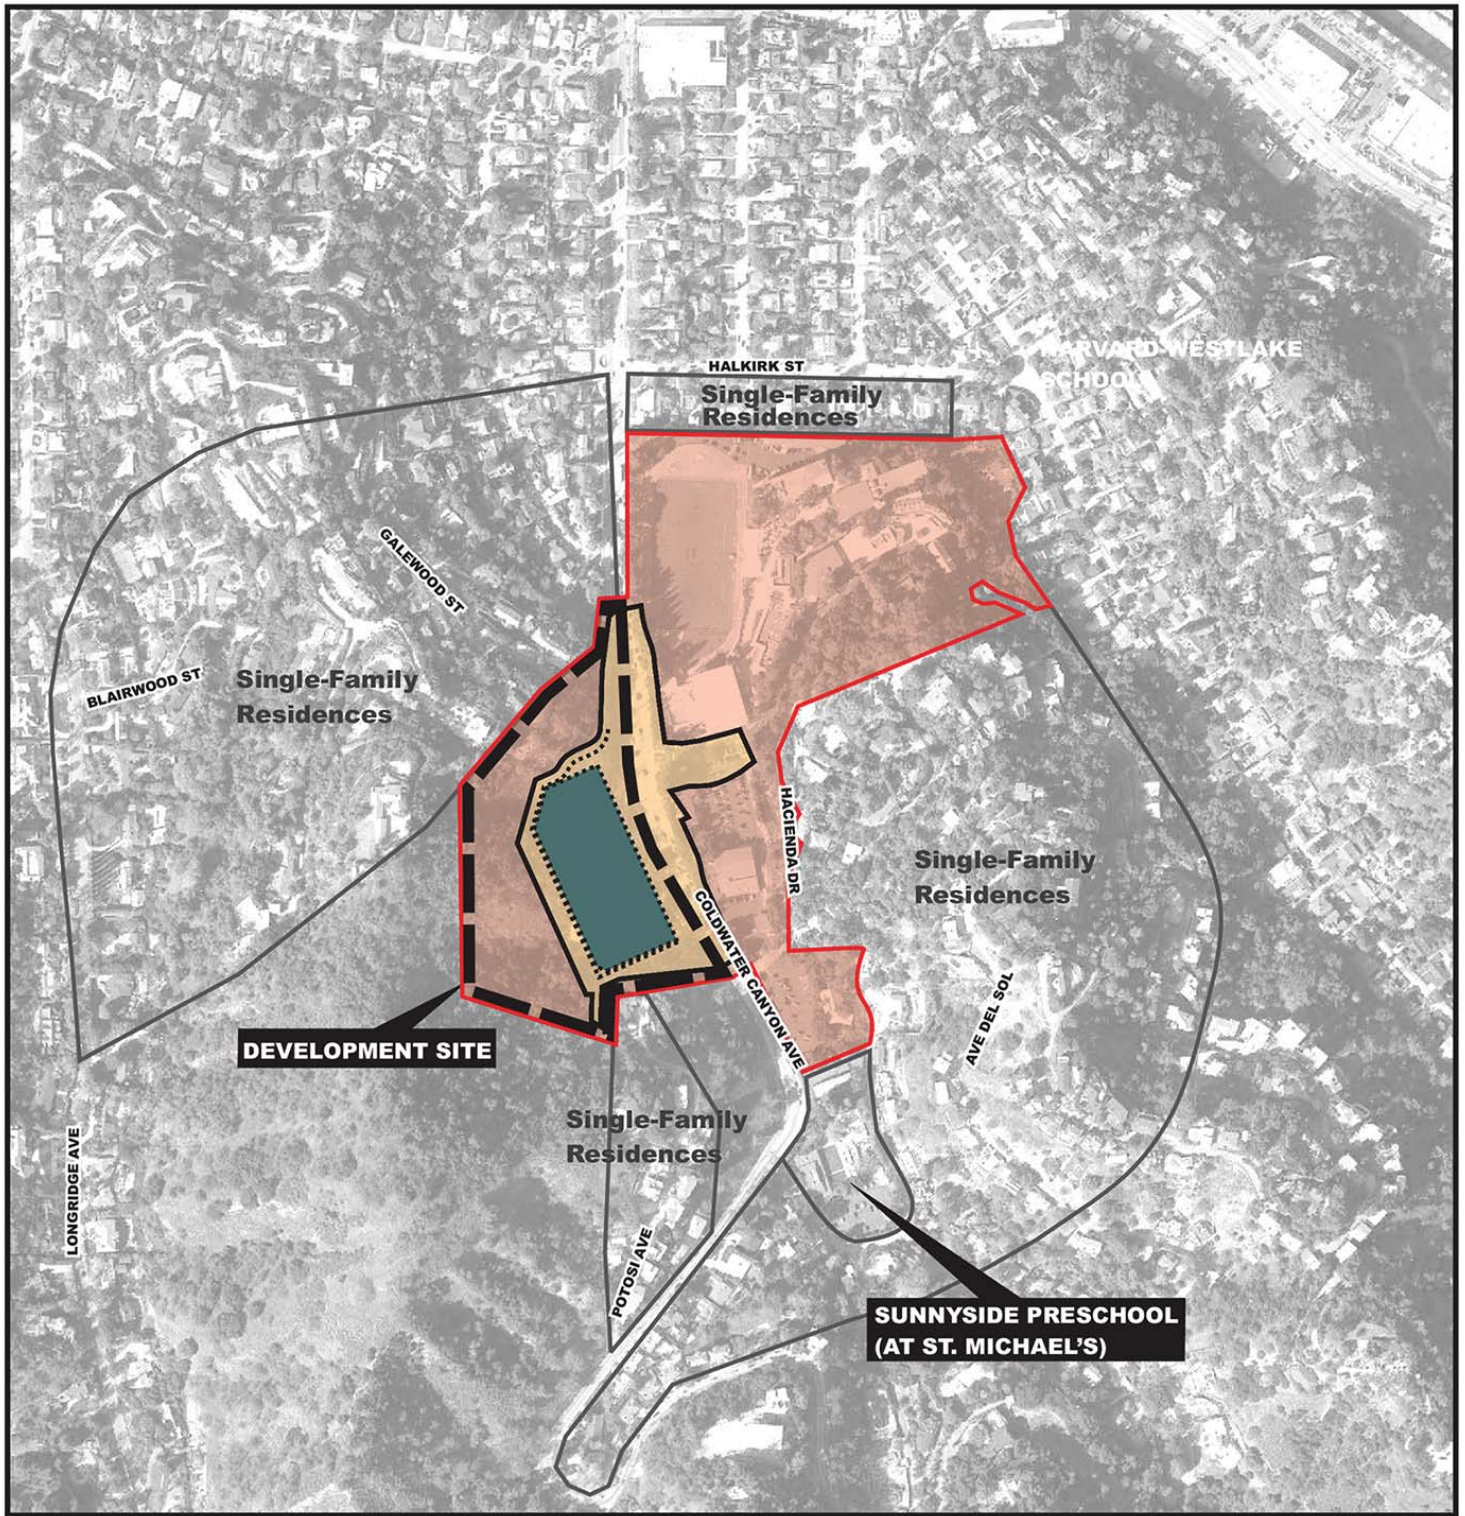 HALKIRK ST
HARVARD-WESTLAKE
SCHOOL
Single-Family
Residences
GALEWOOD ST
BLAIRWOOD ST
Single-Family
Residences
HACIENDA DR
Single-Family
Residences
COLDWATER CANYON AVE
AVE DEL SOL
DEVELOPMENT SITE
Single-Family
Residences
LONGRIDGE AVE
POTOSI AVE
SUNNYSIDE PRESCHOOL
(AT ST. MICHAEL'S)